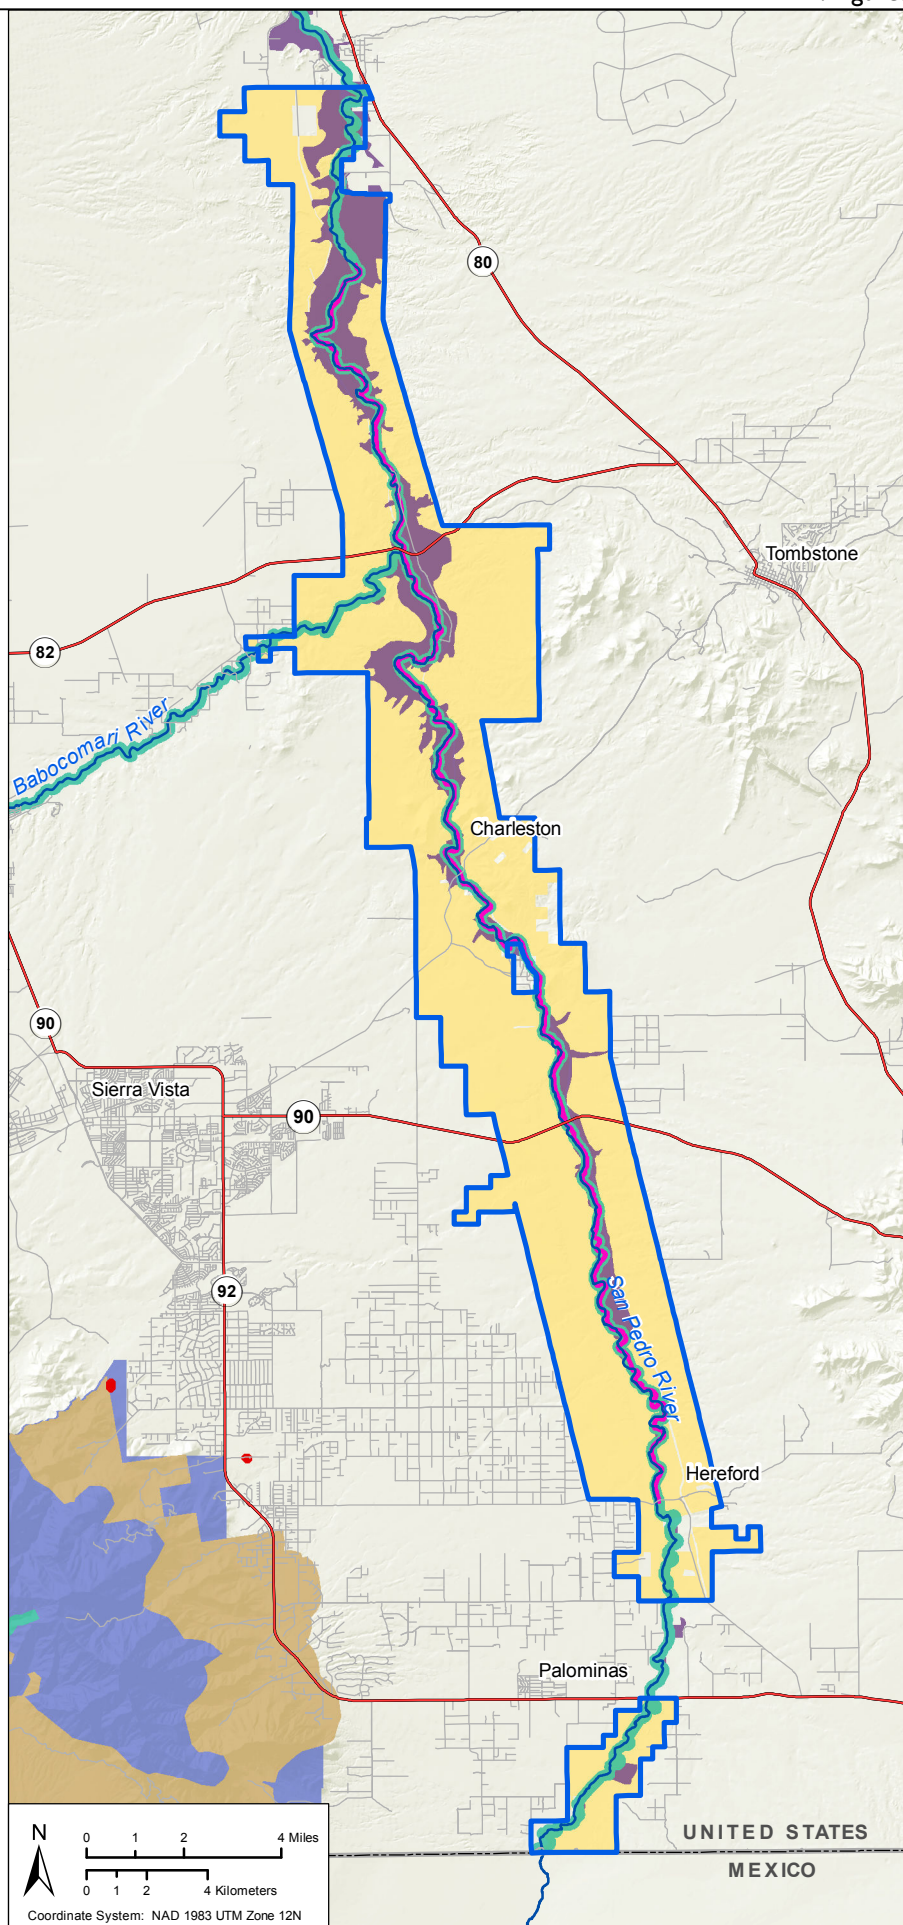 80
Tombstone
82
Babocomari River
Charleston
90
Sierra Vista
90
92
San Pedro River
Hereford
Palominas
UNITED STATES
MEXICO
N
0 1 2 4 Miles
0 1 2 4 Kilometers
Coordinate System: NAD 1983 UTM Zone 12N